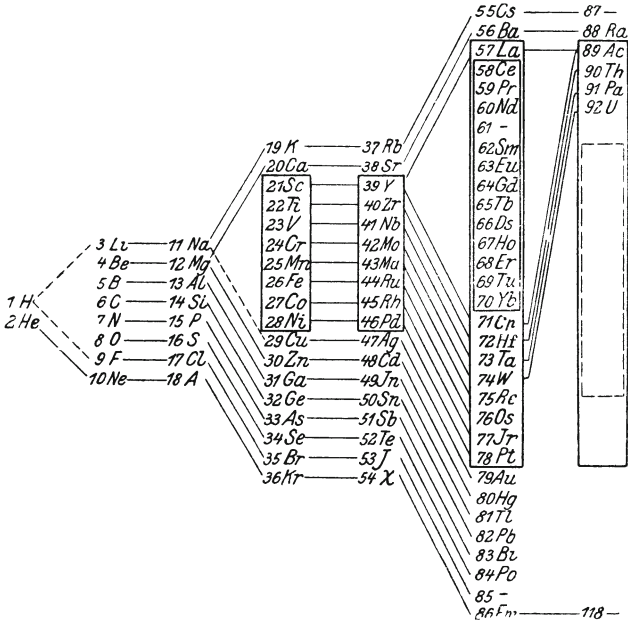 1 H
2 He
3 Li
4 Be
5 B
6 C
7 N
8 O
9 F
10 Ne
11 Na
12 Mg
13 Al
14 Si
15 P
16 S
17 Cl
18 A
19 K
20 Ca
21 Sc
22 Ti
23 V
24 Cr
25 Mn
26 Fe
27 Co
28 Ni
29 Cu
30 Zn
31 Ga
32 Ge
33 As
34 Se
35 Br
36 Kr
37 Rb
38 Sr
39 Y
40 Zr
41 Nb
42 Mo
43 Ma
44 Ru
45 Rh
46 Pd
47 Ag
48 Cd
49 Jn
50 Sn
51 Sb
52 Te
53 J
54 X
55 Cs
56 Ba
57 La
58 Ce
59 Pr
60 Nd
61 -
62 Sm
63 Eu
64 Gd
65 Tb
66 Ds
67 Ho
68 Er
69 Tu
70 Yb
71 Cp
72 Hf
73 Ta
74 W
75 Re
76 Os
77 Jr
78 Pt
79 Au
80 Hg
81 Tl
82 Pb
83 Bi
84 Po
85 -
86 Em
87 -
88 Ra
89 Ac
90 Th
91 Pa
92 U
118 -